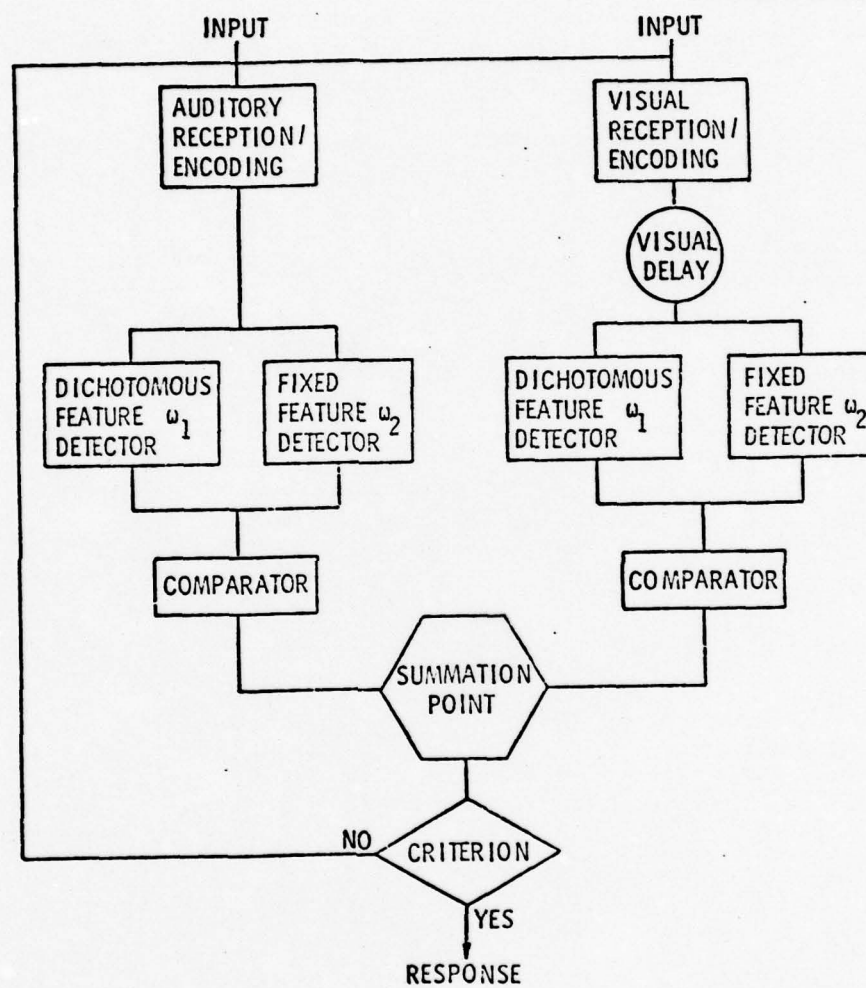 INPUT
INPUT
AUDITORY
RECEPTION/
ENCODING
VISUAL
RECEPTION/
ENCODING
VISUAL
DELAY
DICHOTOMOUS
FEATURE ω1
DETECTOR
FIXED
FEATURE ω2
DETECTOR
DICHOTOMOUS
FEATURE ω1
DETECTOR
FIXED
FEATURE ω2
DETECTOR
COMPARATOR
COMPARATOR
SUMMATION
POINT
NO
CRITERION
YES
RESPONSE